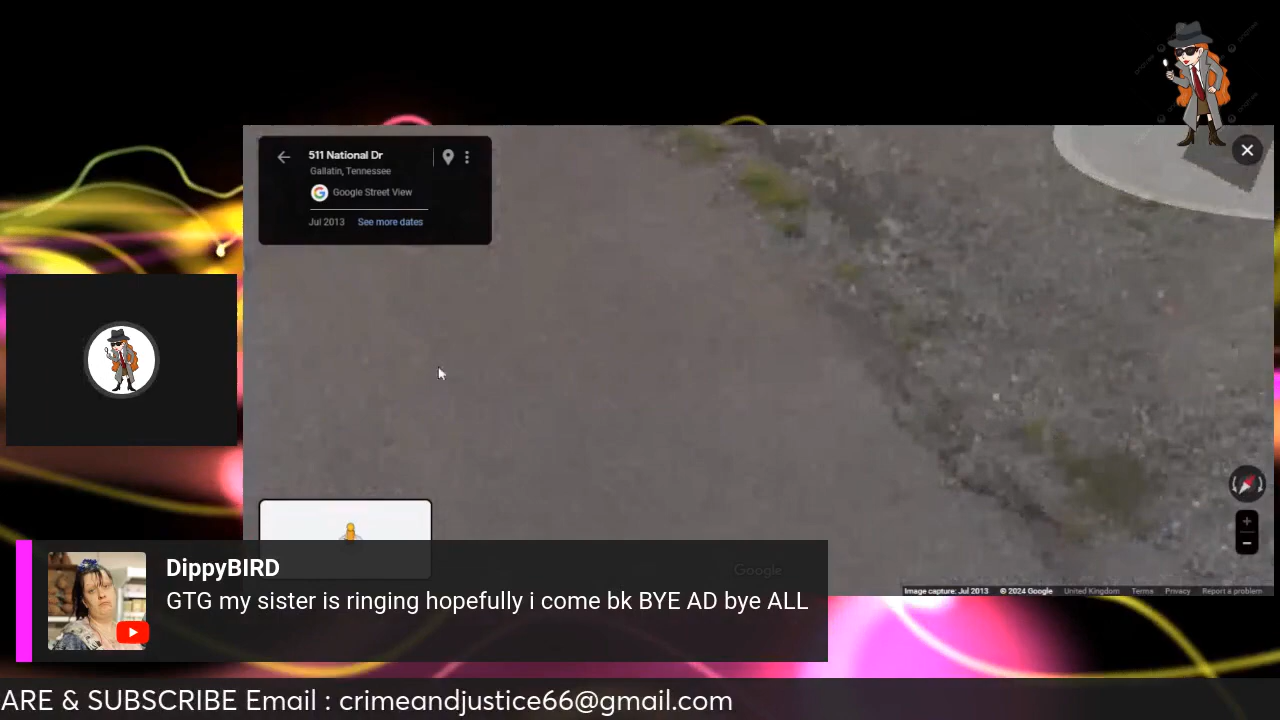 511 National Dr
Gallatin, Tennessee
Google Street View
Jul 2013 See more dates
DippyBIRD
GTG my sister is ringing hopefully i come bk BYE AD bye ALL
Google
Image capture: Jul 2013 © 2024 Google United Kingdom Terms Privacy Report a problem
ARE & SUBSCRIBE Email : crimeandjustice66@gmail.com